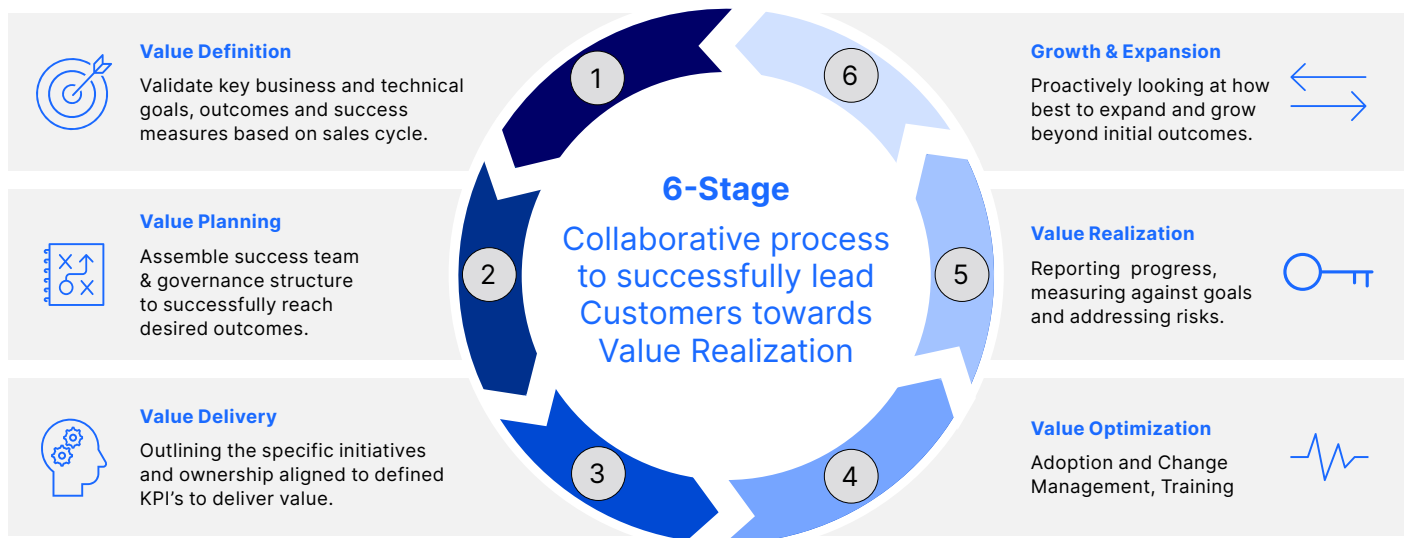 Value Definition
Validate key business and technical
goals, outcomes and success
measures based on sales cycle.
Value Planning
Assemble success team
& governance structure
to successfully reach
desired outcomes.
Value Delivery
Outlining the specific initiatives
and ownership aligned to defined
KPI’s to deliver value.
1
2
3
6-Stage
Collaborative process
to successfully lead
Customers towards
Value Realization
6
5
4
Growth & Expansion
Proactively looking at how
best to expand and grow
beyond initial outcomes.
Value Realization
Reporting  progress,
measuring against goals
and addressing risks.
Value Optimization
Adoption and Change
Management, Training